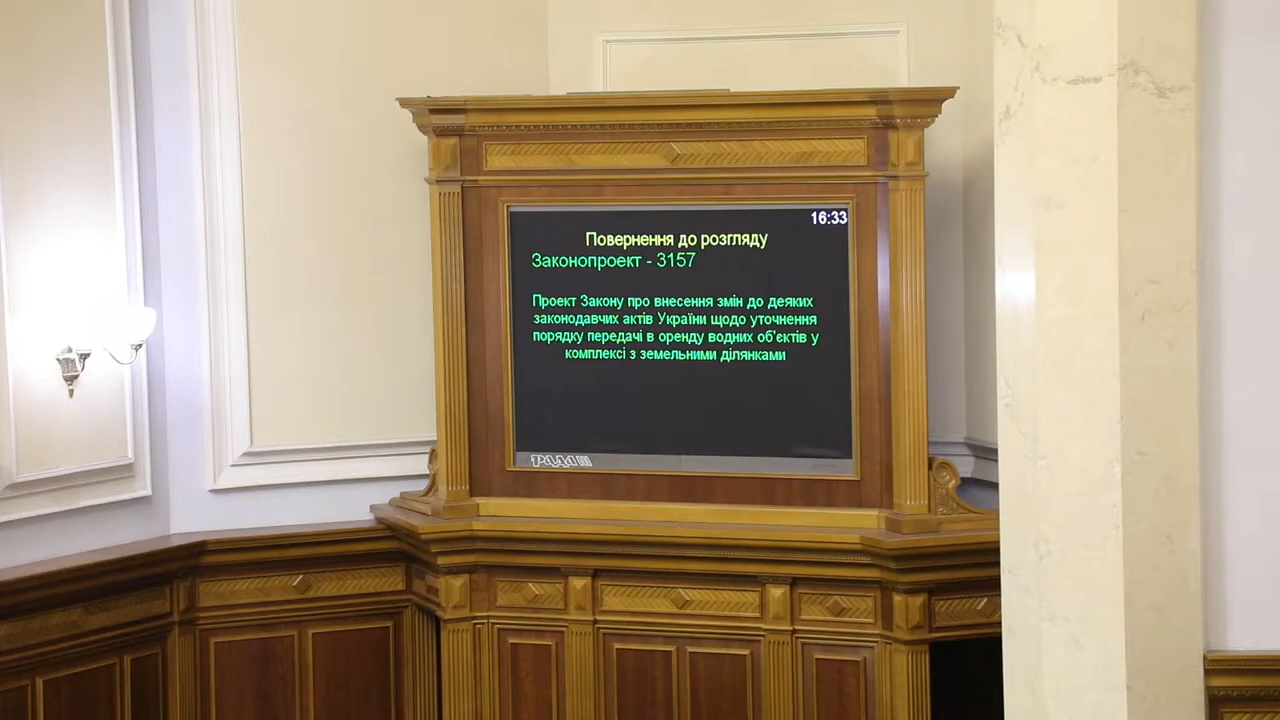 16:33
Повернення до розгляду
Законопроект - 3157
Проект Закону про внесення змін до деяких
законодавчих актів України щодо уточнення
порядку передачі в оренду водних об'єктів у
комплексі з земельними ділянками
РАДА